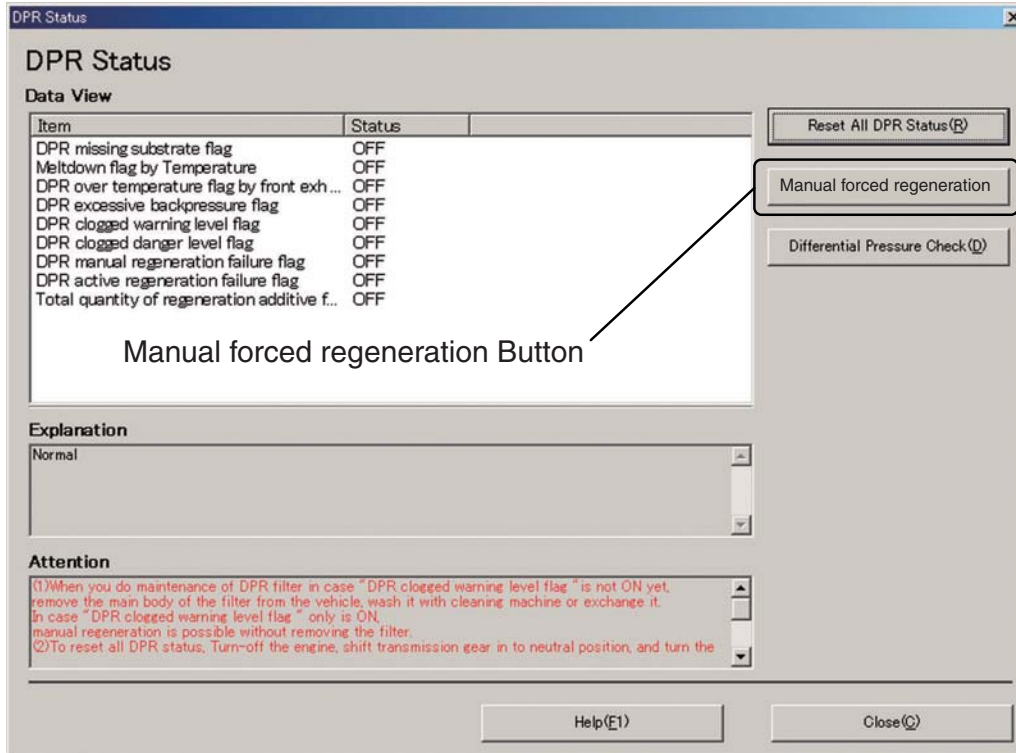 DPR Status
DPR Status
Data View
Item Status
DPR missing substrate flag OFF
Meltdown flag by Temperature OFF
DPR over temperature flag by front exh ... OFF
DPR excessive backpressure flag OFF
DPR clogged warning level flag OFF
DPR clogged danger level flag OFF
DPR manual regeneration failure flag OFF
DPR active regeneration failure flag OFF
Total quantity of regeneration additive f... OFF
Reset All DPR Status(R)
Manual forced regeneration
Differential Pressure Check(D)
Manual forced regeneration Button
Explanation
Normal
Attention
(1)When you do maintenance of DPR filter in case "DPR clogged warning level flag "is not ON yet,
remove the main body of the filter from the vehicle, wash it with cleaning machine or exchange it.
In case "DPR clogged warning level flag " only is ON,
manual regeneration is possible without removing the filter.
(2)To reset all DPR status, Turn-off the engine, shift transmission gear in to neutral position, and turn the
Help(F1)
Close(C)